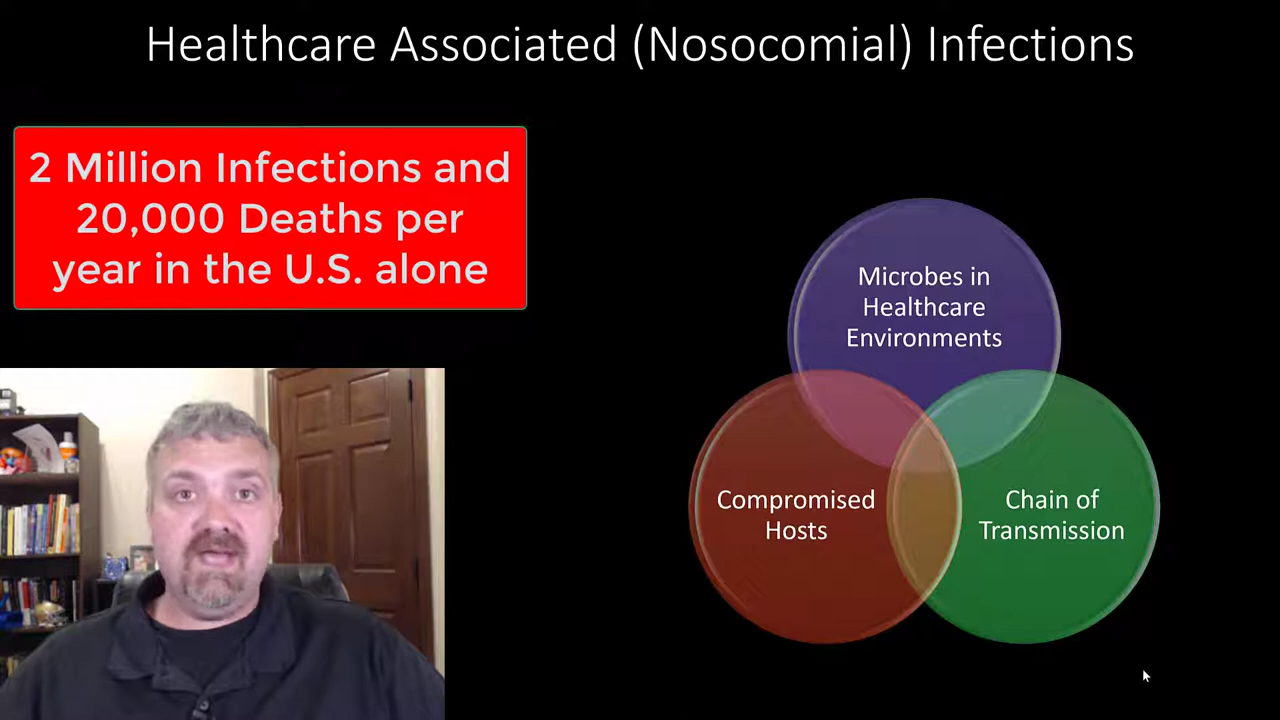 Healthcare Associated (Nosocomial) Infections
2 Million Infections and
20,000 Deaths per
year in the U.S. alone
Microbes in
Healthcare
Environments
Compromised
Hosts
Chain of
Transmission